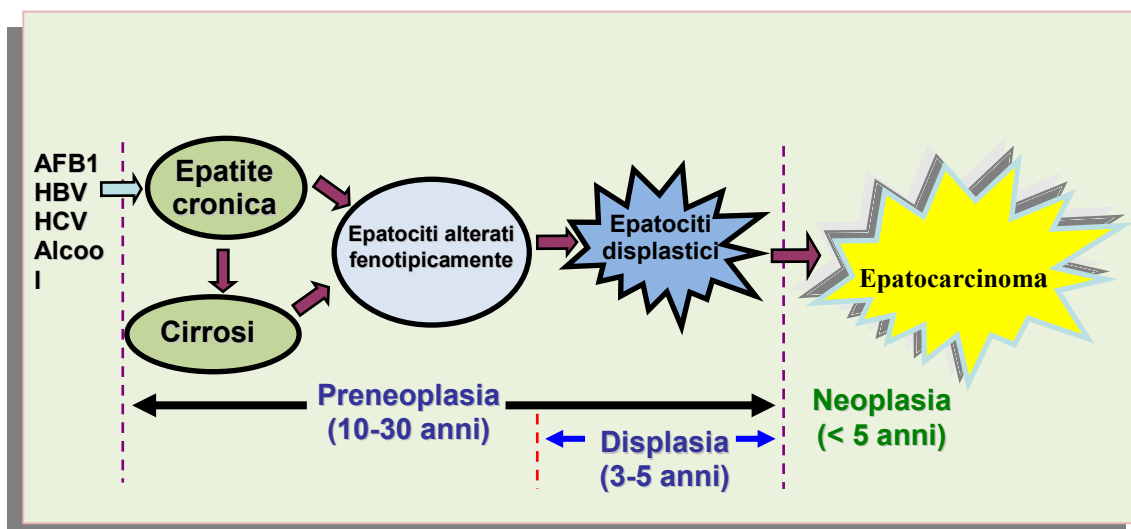 AFB1
HBV
HCV
Alcoo
l
Epatite
cronica
Cirrosi
Epatociti alterati
fenotipicamente
Epatociti
displastici
Epatocarcinoma
Preneoplasia
(10-30 anni)
Displasia
(3-5 anni)
Neoplasia
(< 5 anni)